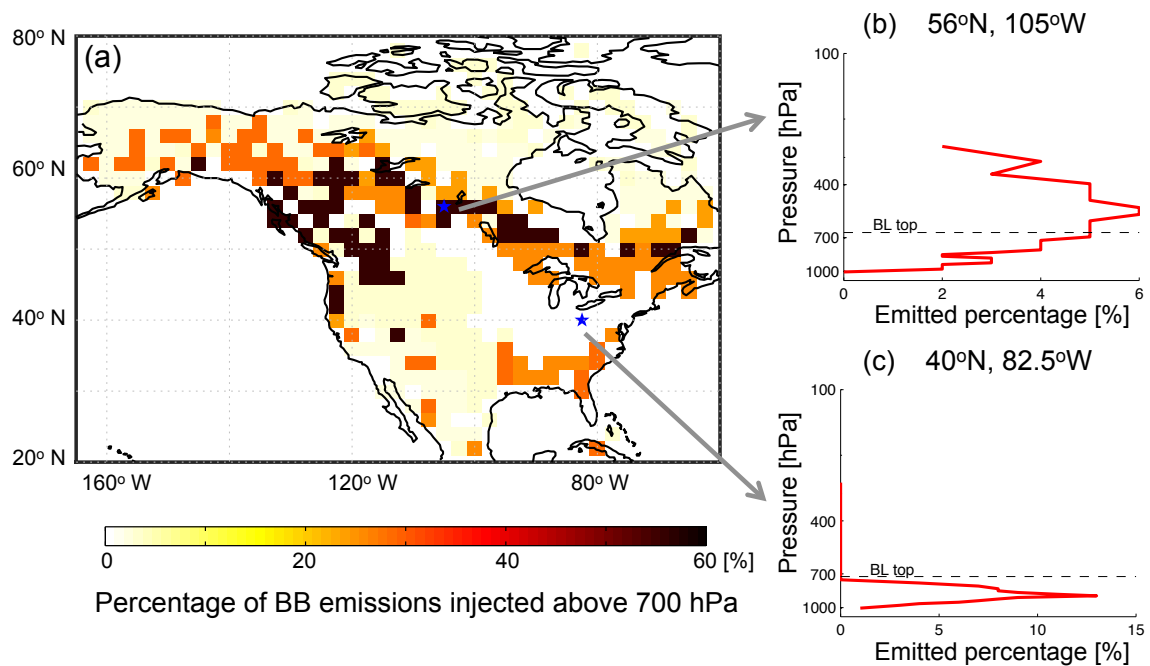 (a)
80° N
60° N
40° N
20° N
160° W
120° W
80° W
0
20
40
60 [%]
Percentage of BB emissions injected above 700 hPa
(b)
56°N, 105°W
Pressure [hPa]
100
400
700
1000
BL top
0
2
4
6
Emitted percentage [%]
(c)
40°N, 82.5°W
Pressure [hPa]
100
400
700
1000
BL top
0
5
10
15
Emitted percentage [%]